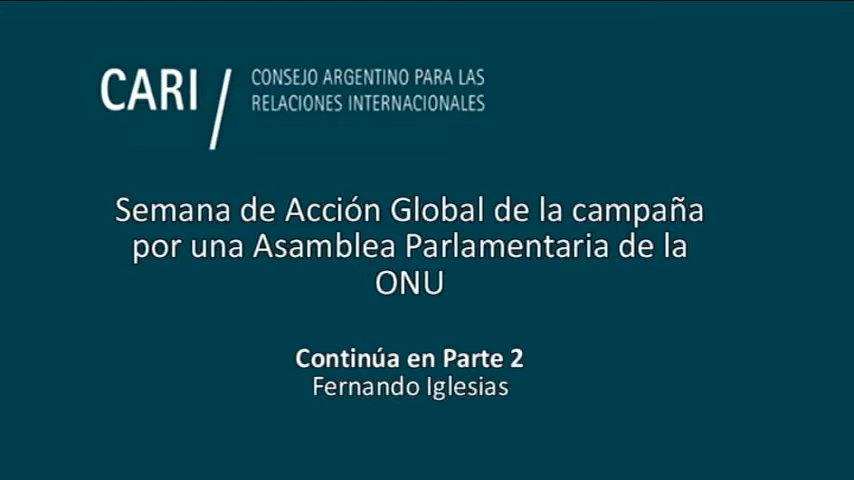 CARI/
CONSEJO ARGENTINO PARA LAS
RELACIONES INTERNACIONALES
Semana de Acción Global de la campaña
por una Asamblea Parlamentaria de la
ONU
Continúa en Parte 2
Fernando Iglesias